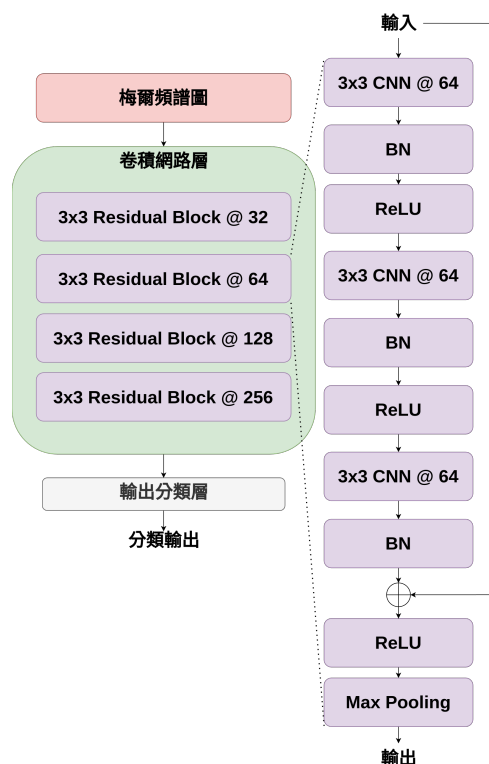 梅爾頻譜圖
卷積網路層
3x3 Residual Block @ 32
3x3 Residual Block @ 64
3x3 Residual Block @ 128
3x3 Residual Block @ 256
輸出分類層
分類輸出
輸入
3x3 CNN @ 64
BN
ReLU
3x3 CNN @ 64
BN
ReLU
3x3 CNN @ 64
BN
ReLU
Max Pooling
輸出